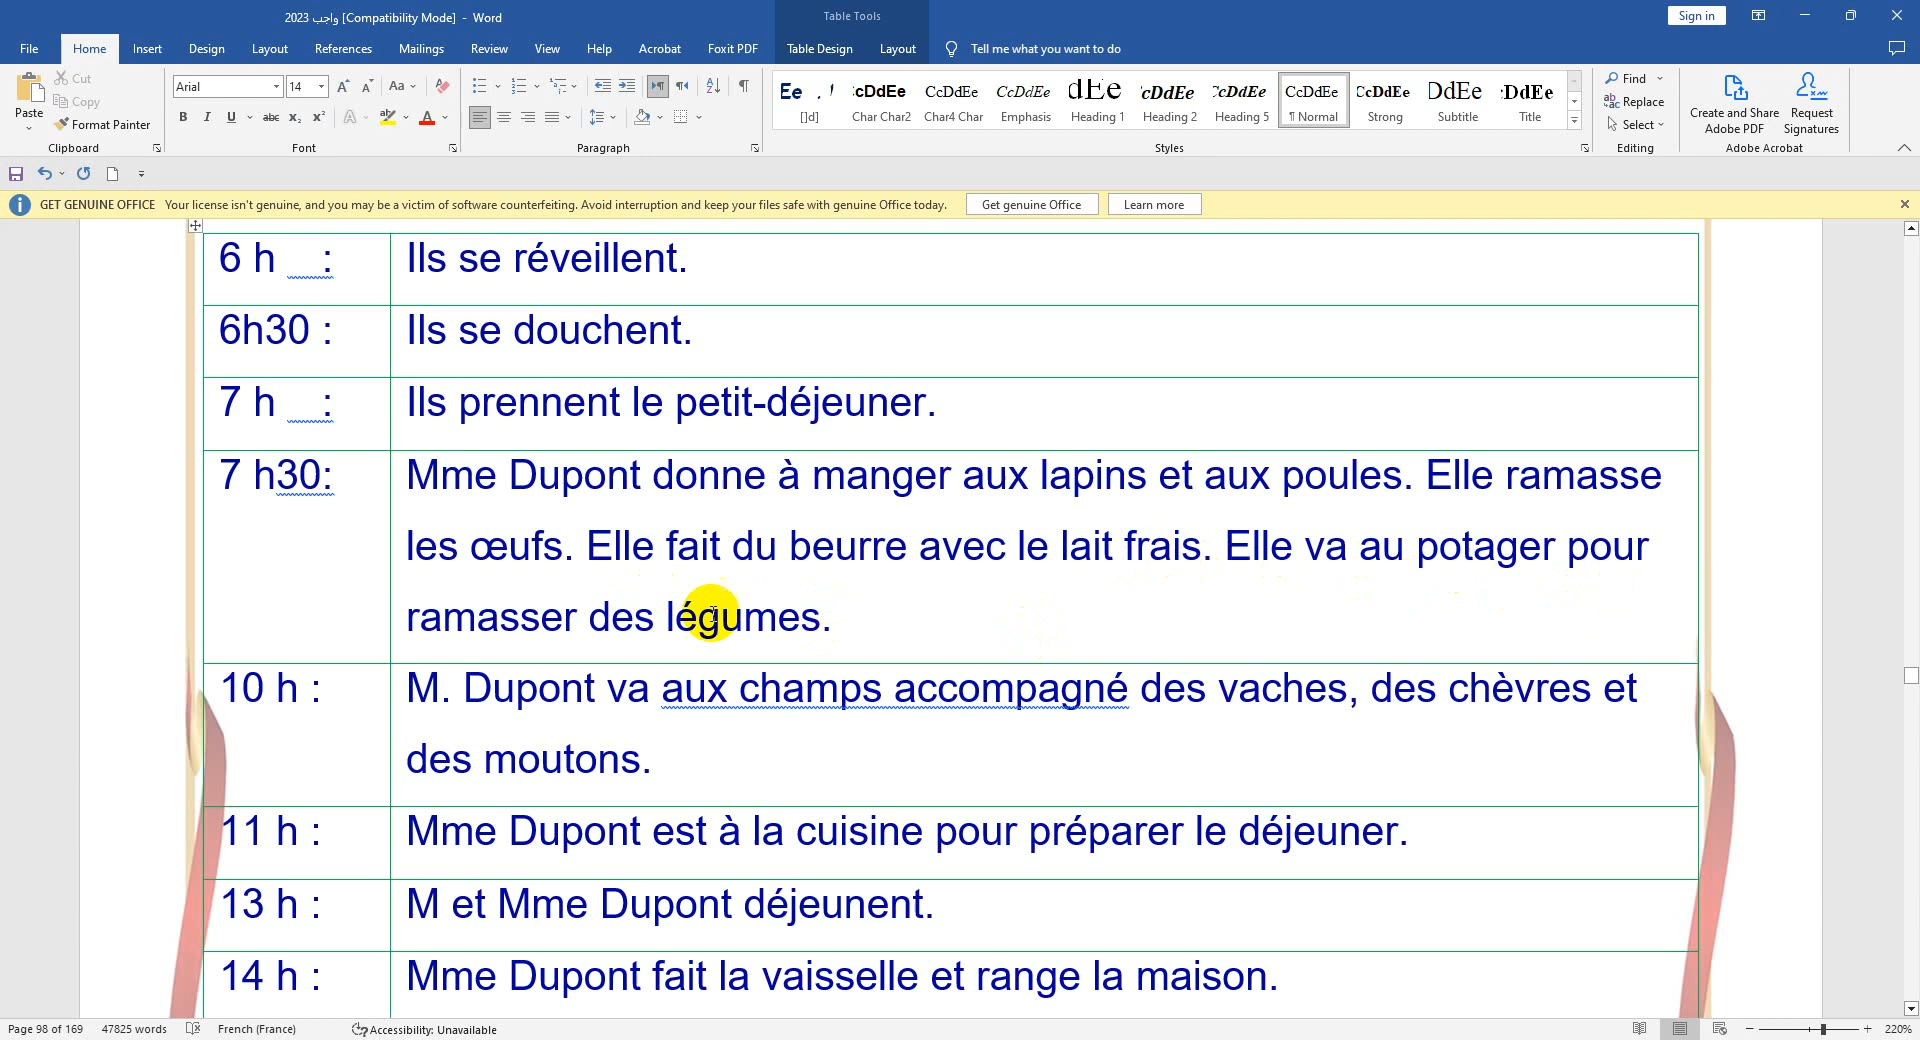 واجب 2023 [Compatibility Mode] - Word
Table Tools
Sign in
File Home Insert Design Layout References Mailings Review View Help Acrobat Foxit PDF Table Design Layout Tell me what you want to do
Paste
Cut
Copy
Format Painter
Clipboard
Arial 14
Font
Paragraph
[]d] Char Char2 Char4 Char Emphasis Heading 1 Heading 2 Heading 5 ¶ Normal Strong Subtitle Title
Styles
Find
Replace
Select
Editing
Create and Share
Adobe PDF
Request
Signatures
Adobe Acrobat
GET GENUINE OFFICE Your license isn't genuine, and you may be a victim of software counterfeiting. Avoid interruption and keep your files safe with genuine Office today. Get genuine Office Learn more
6 h : Ils se réveillent.
6h30 : Ils se douchent.
7 h : Ils prennent le petit-déjeuner.
7 h30: Mme Dupont donne à manger aux lapins et aux poules. Elle ramasse
les œufs. Elle fait du beurre avec le lait frais. Elle va au potager pour
ramasser des légumes.
10 h : M. Dupont va aux champs accompagné des vaches, des chèvres et
des moutons.
11 h : Mme Dupont est à la cuisine pour préparer le déjeuner.
13 h : M et Mme Dupont déjeunent.
14 h : Mme Dupont fait la vaisselle et range la maison.
Page 98 of 169 47825 words French (France) Accessibility: Unavailable 220%